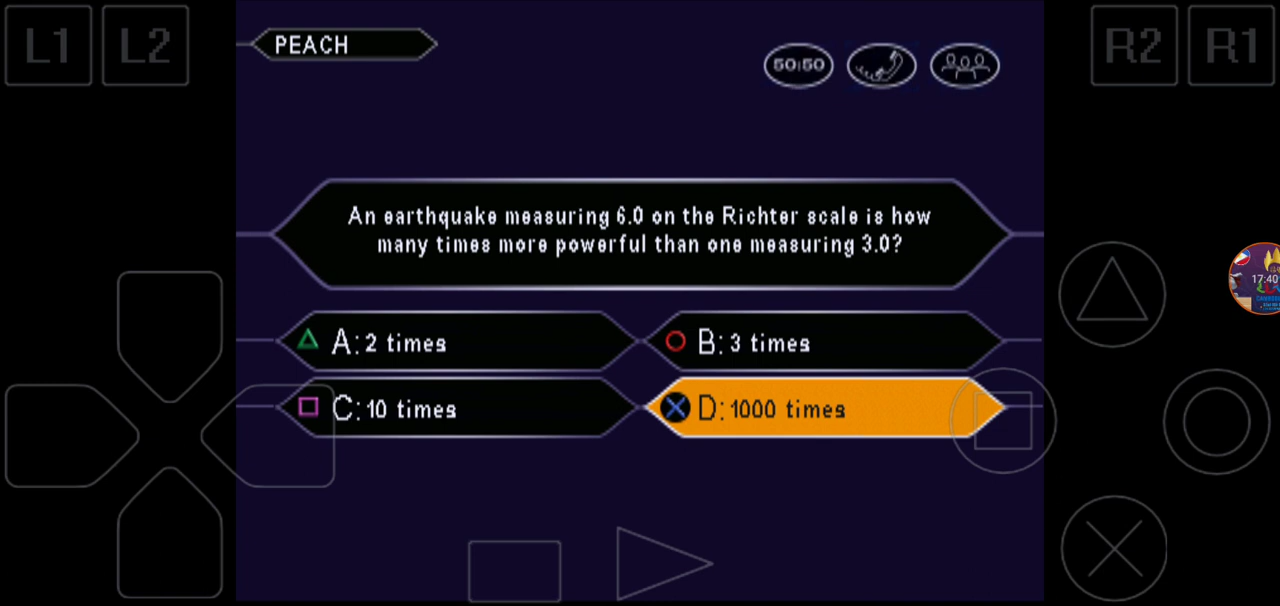 L1
L2
R2
R1
PEACH
50:50
An earthquake measuring 6.0 on the Richter scale is how
many times more powerful than one measuring 3.0?
A: 2 times
B: 3 times
C: 10 times
D: 1000 times
17:40